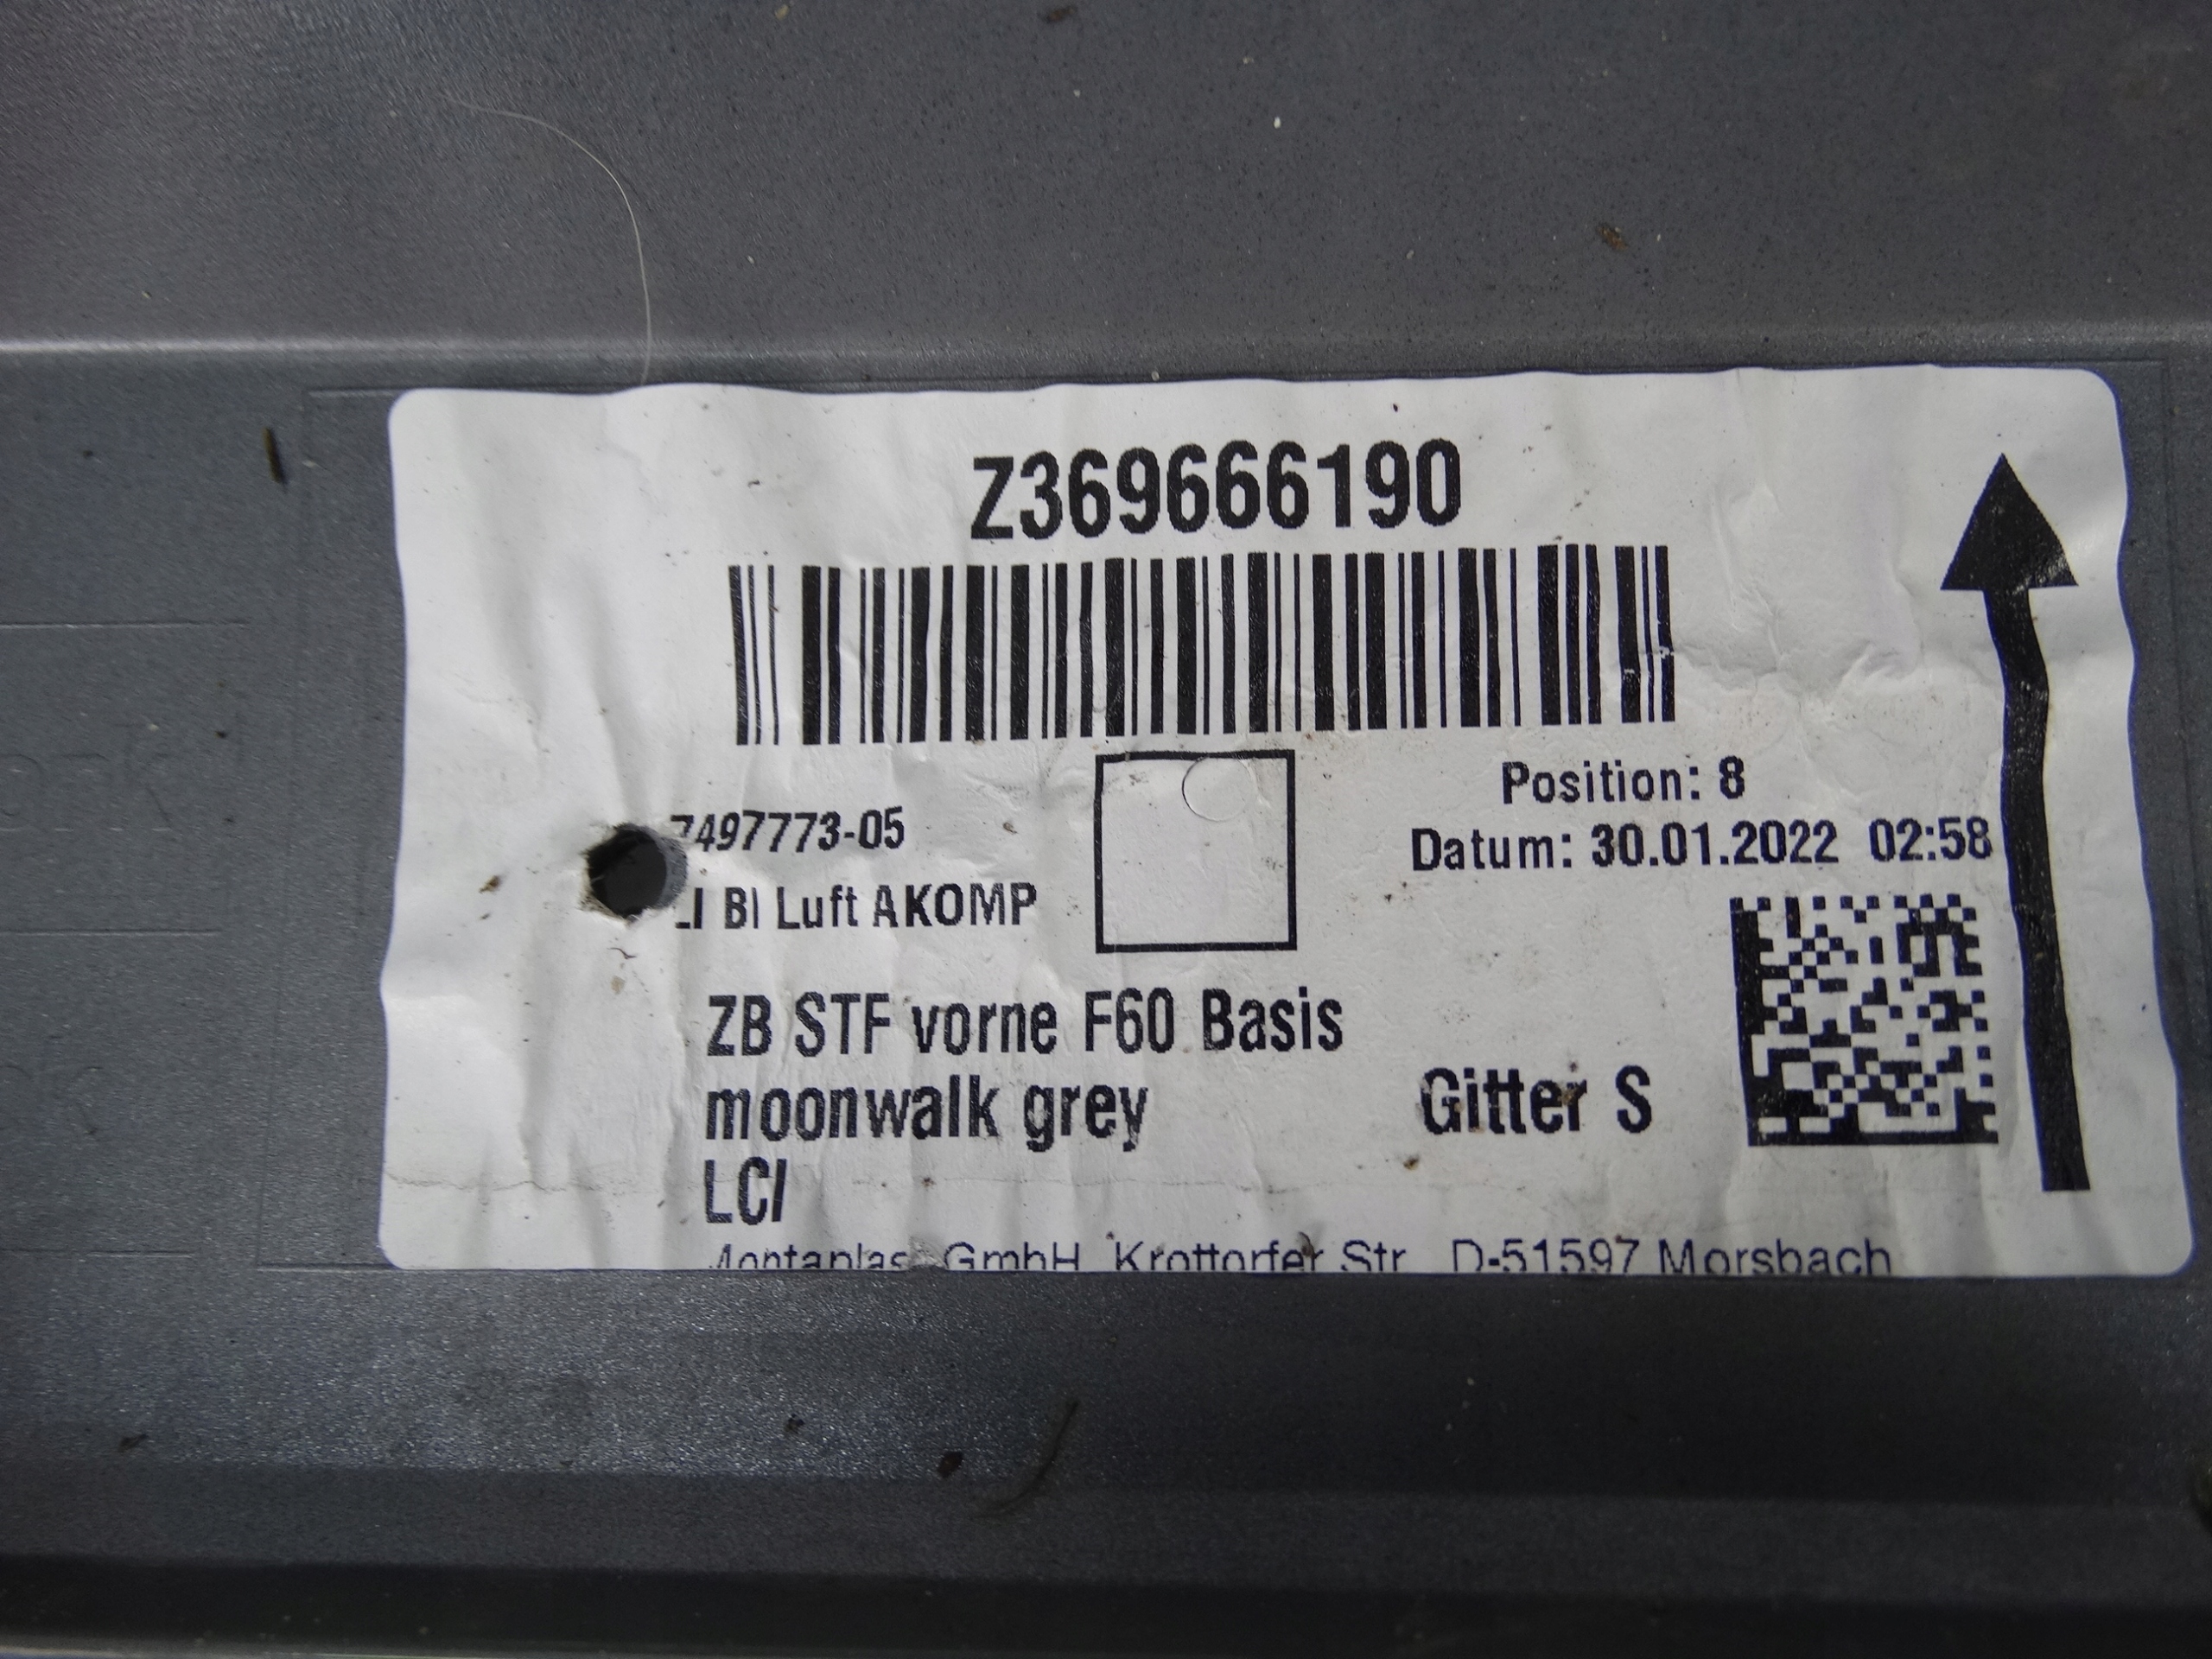 Z369666190
Position: 8
7497773-05
Datum: 30.01.2022 02:58
LI BI Luft AKOMP
ZB STF vorne F60 Basis
moonwalk grey
Gitter S
LCI
GmbH Krottorfer Str D-51597 Morsbach